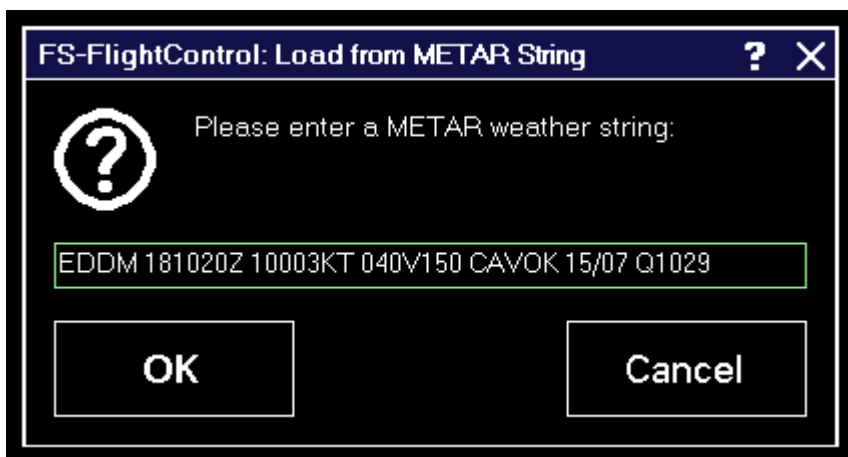 FS-FlightControl: Load from METAR String ? X
Please enter a METAR weather string:
EDDM 181020Z 10003KT 040V150 CAVOK 15/07 Q1029
OK Cancel